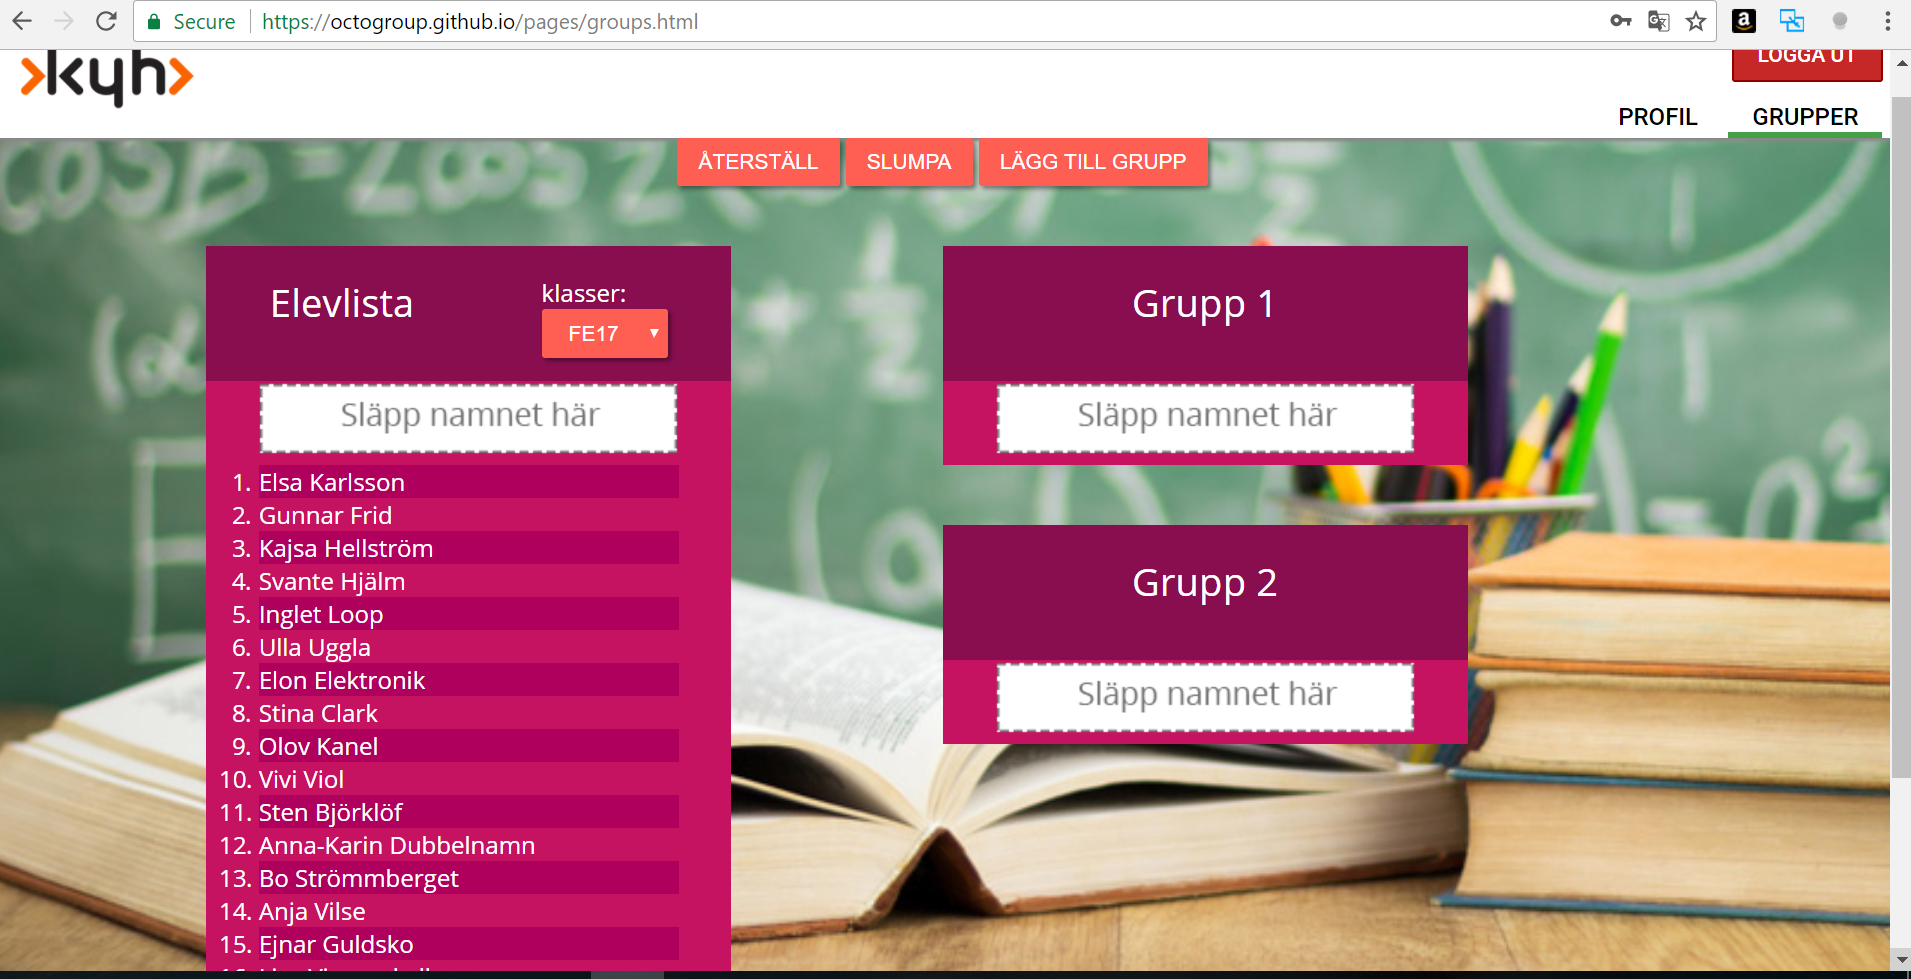 Secure https://octogroup.github.io/pages/groups.html
kyh
LOGGA UT
PROFIL GRUPPER
ÅTERSTÄLL SLUMPA LÄGG TILL GRUPP
Elevlista
klasser:
FE17
Släpp namnet här
1. Elsa Karlsson
2. Gunnar Frid
3. Kajsa Hellström
4. Svante Hjälm
5. Inglet Loop
6. Ulla Uggla
7. Elon Elektronik
8. Stina Clark
9. Olov Kanel
10. Vivi Viol
11. Sten Björklöf
12. Anna-Karin Dubbelnamn
13. Bo Strömmberget
14. Anja Vilse
15. Ejnar Guldsko
Grupp 1
Släpp namnet här
Grupp 2
Släpp namnet här